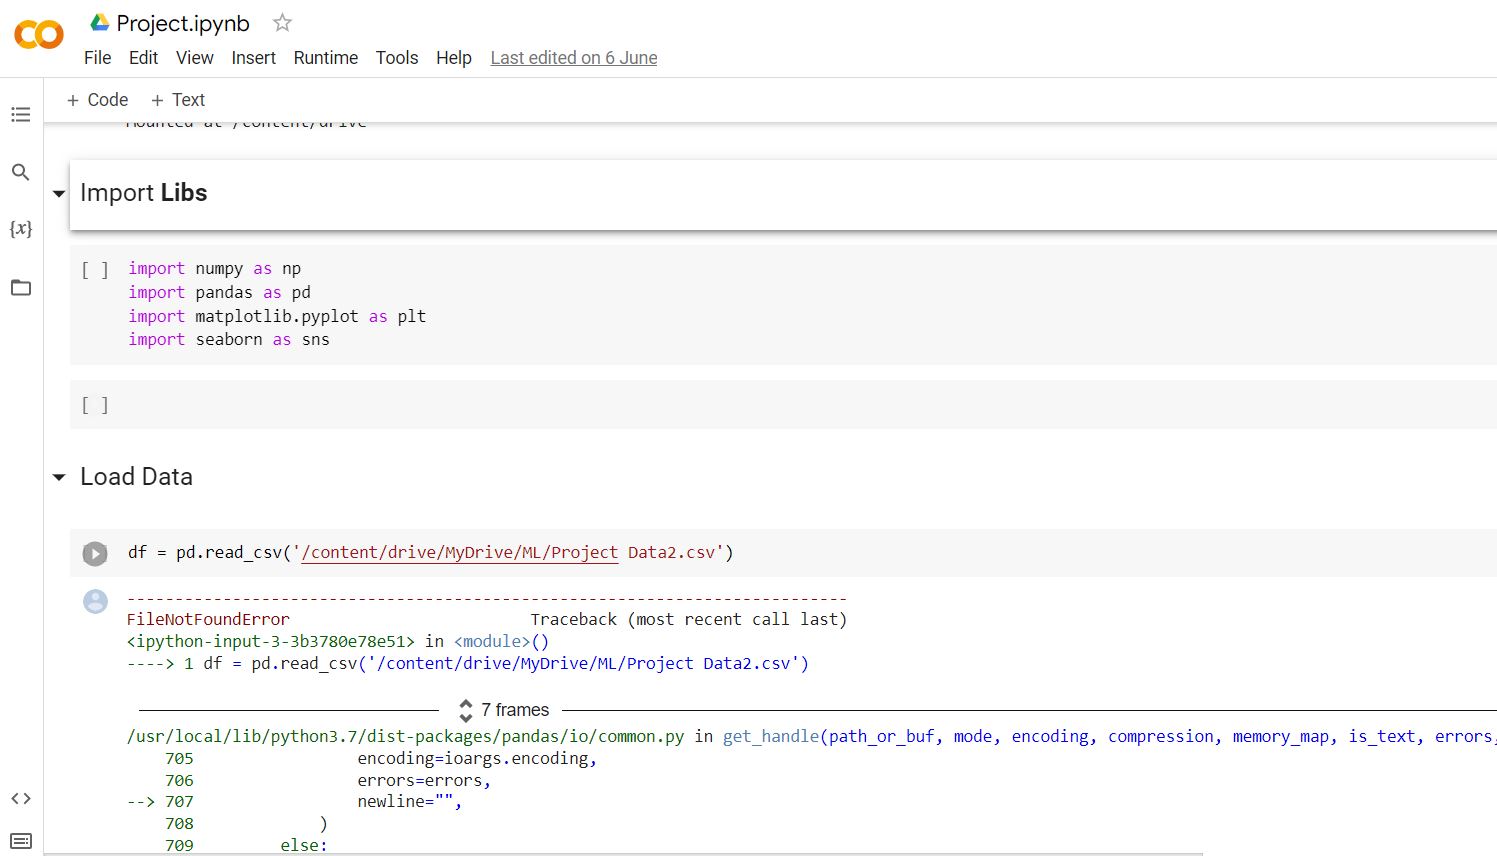 Project.ipynb
File Edit View Insert Runtime Tools Help Last edited on 6 June
+ Code + Text
Mounted at /content/drive
Import Libs
[ ] import numpy as np
import pandas as pd
import matplotlib.pyplot as plt
import seaborn as sns
[ ]
Load Data
df = pd.read_csv('/content/drive/MyDrive/ML/Project Data2.csv')
---------------------------------------------------------------------------
FileNotFoundError Traceback (most recent call last)
<ipython-input-3-3b3780e78e51> in <module>()
----> 1 df = pd.read_csv('/content/drive/MyDrive/ML/Project Data2.csv')
7 frames
/usr/local/lib/python3.7/dist-packages/pandas/io/common.py in get_handle(path_or_buf, mode, encoding, compression, memory_map, is_text, errors,
705 encoding=ioargs.encoding,
706 errors=errors,
--> 707 newline="",
708 )
709 else: